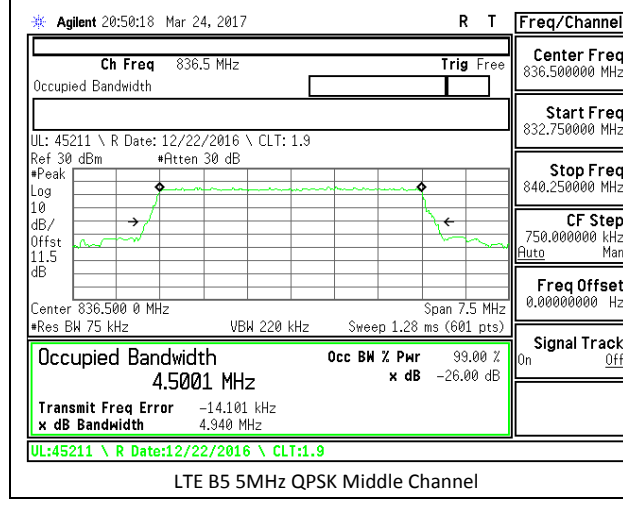 Agilent 20:50:18 Mar 24, 2017 R T
Ch Freq 836.5 MHz Trig Free
Occupied Bandwidth
UL: 45211 \ R Date: 12/22/2016 \ CLT: 1.9
Ref 30 dBm #Atten 30 dB
#Peak
Log
10
dB/
Offst
11.5
dB
Center 836.500 0 MHz Span 7.5 MHz
#Res BW 75 kHz VBW 220 kHz Sweep 1.28 ms (601 pts)
Occupied Bandwidth Occ BW % Pwr 99.00 %
4.5001 MHz x dB -26.00 dB
Transmit Freq Error -14.101 kHz
x dB Bandwidth 4.940 MHz
UL:45211 \ R Date:12/22/2016 \ CLT:1.9
Freq/Channel
Center Freq
836.500000 MHz
Start Freq
832.750000 MHz
Stop Freq
840.250000 MHz
CF Step
750.000000 kHz
Auto Man
Freq Offset
0.00000000 Hz
Signal Track
On Off
LTE B5 5MHz QPSK Middle Channel